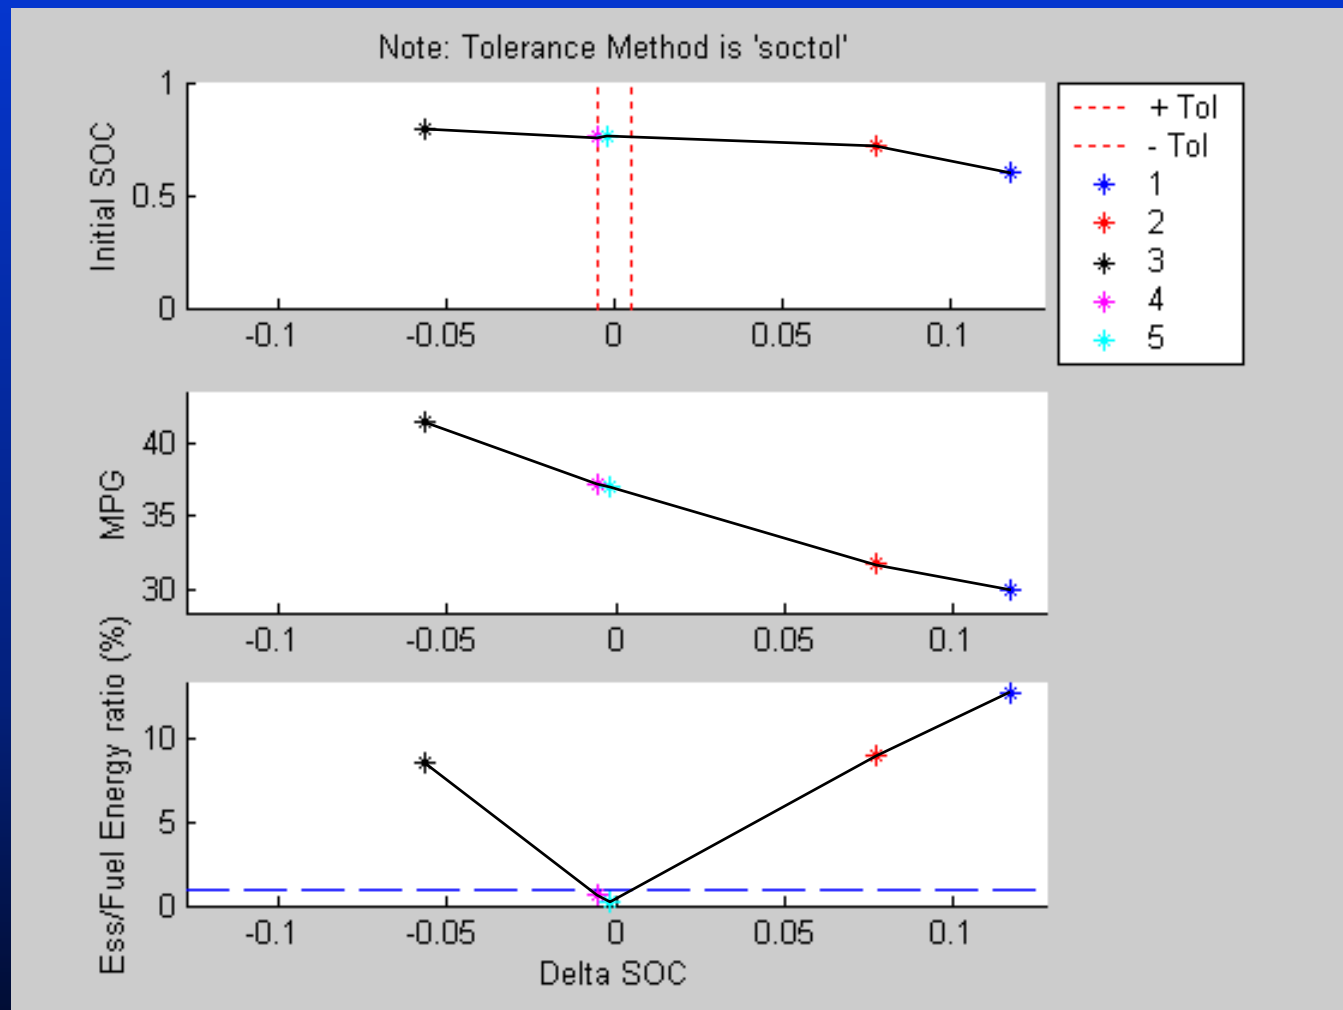 Note: Tolerance Method is 'soctol'
Initial SOC
1
0.5
0
-0.1 -0.05 0 0.05 0.1
+ Tol
- Tol
1
2
3
4
5
MPG
40
35
30
-0.1 -0.05 0 0.05 0.1
Ess/Fuel Energy ratio (%)
10
5
0
-0.1 -0.05 0 0.05 0.1
Delta SOC